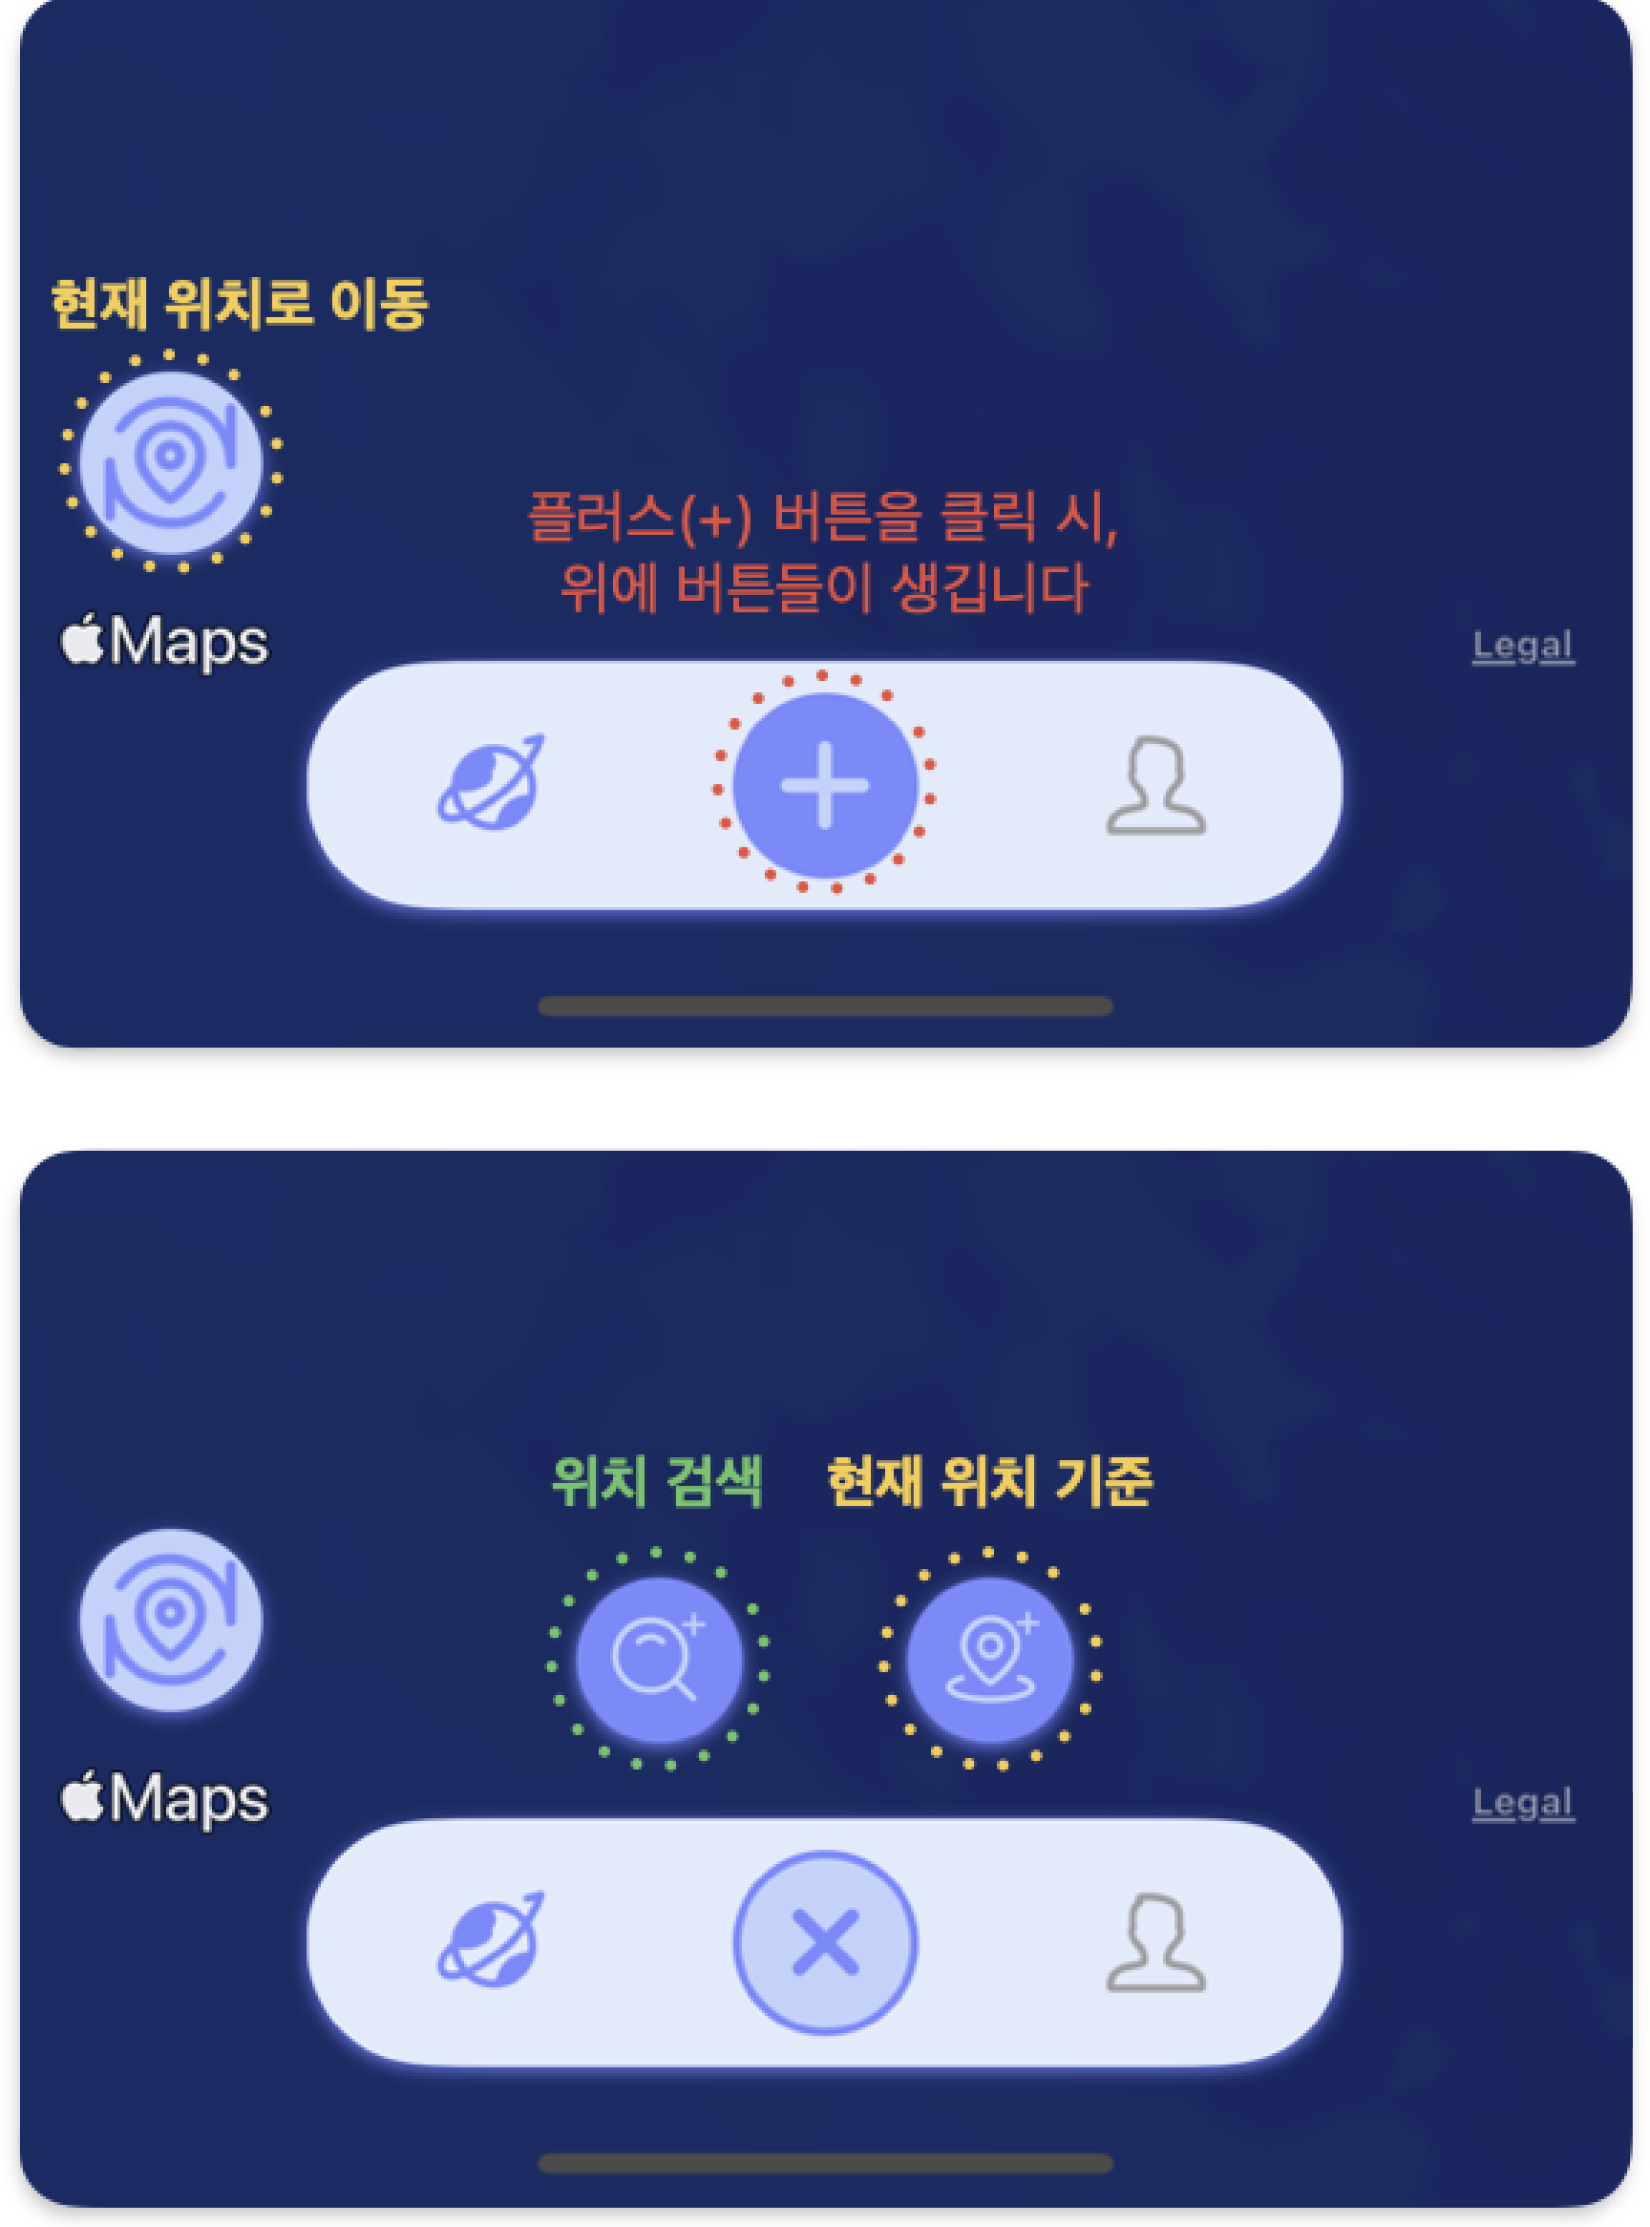 현재 위치로 이동
플러스(+) 버튼을 클릭 시,
위에 버튼들이 생깁니다
Maps
Legal
위치 검색 현재 위치 기준
Maps
Legal